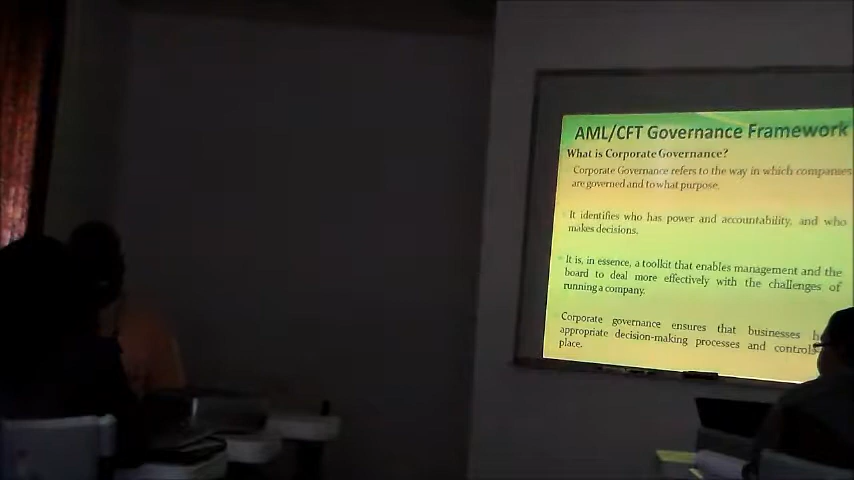 AML/CFT Governance Framework
What is Corporate Governance?
Corporate Governance refers to the way in which companies
are governed and to what purpose.
It identifies who has power and accountability, and who
makes decisions.
It is, in essence, a toolkit that enables management and the
board to deal more effectively with the challenges of
running a company.
Corporate governance ensures that businesses
appropriate decision-making processes and controls
place.